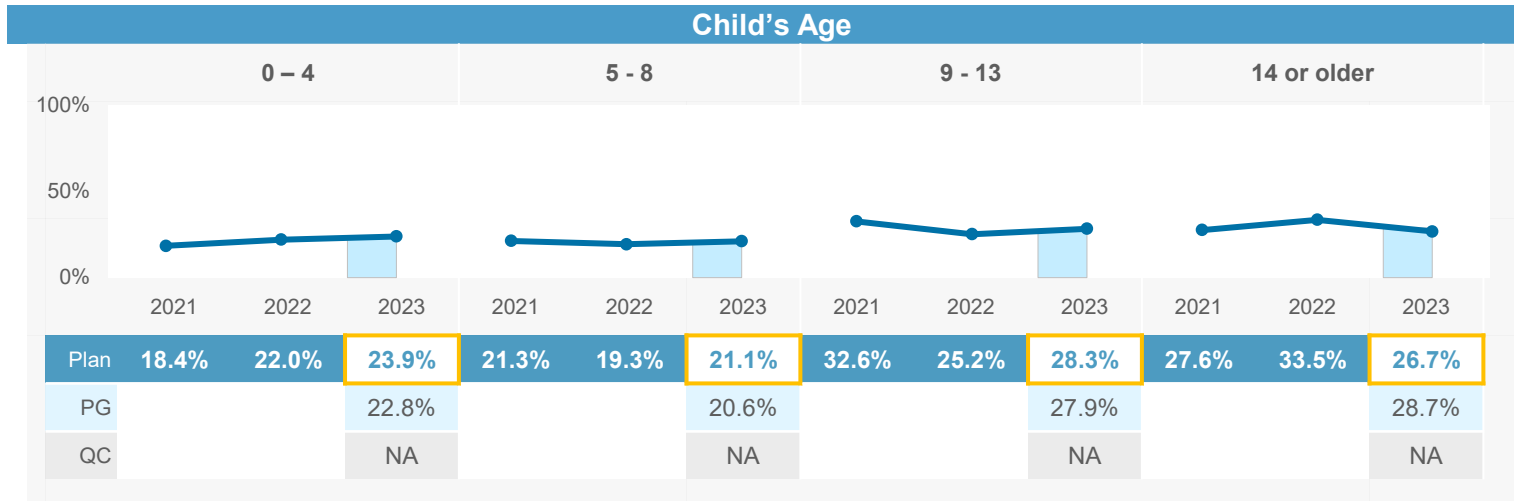 Child’s Age
0 – 4 5 - 8 9 - 13 14 or older
100%
50%
0%
2021 2022 2023 2021 2022 2023 2021 2022 2023 2021 2022 2023
Plan 18.4% 22.0% 23.9% 21.3% 19.3% 21.1% 32.6% 25.2% 28.3% 27.6% 33.5% 26.7%
PG 22.8% 20.6% 27.9% 28.7%
QC NA NA NA NA